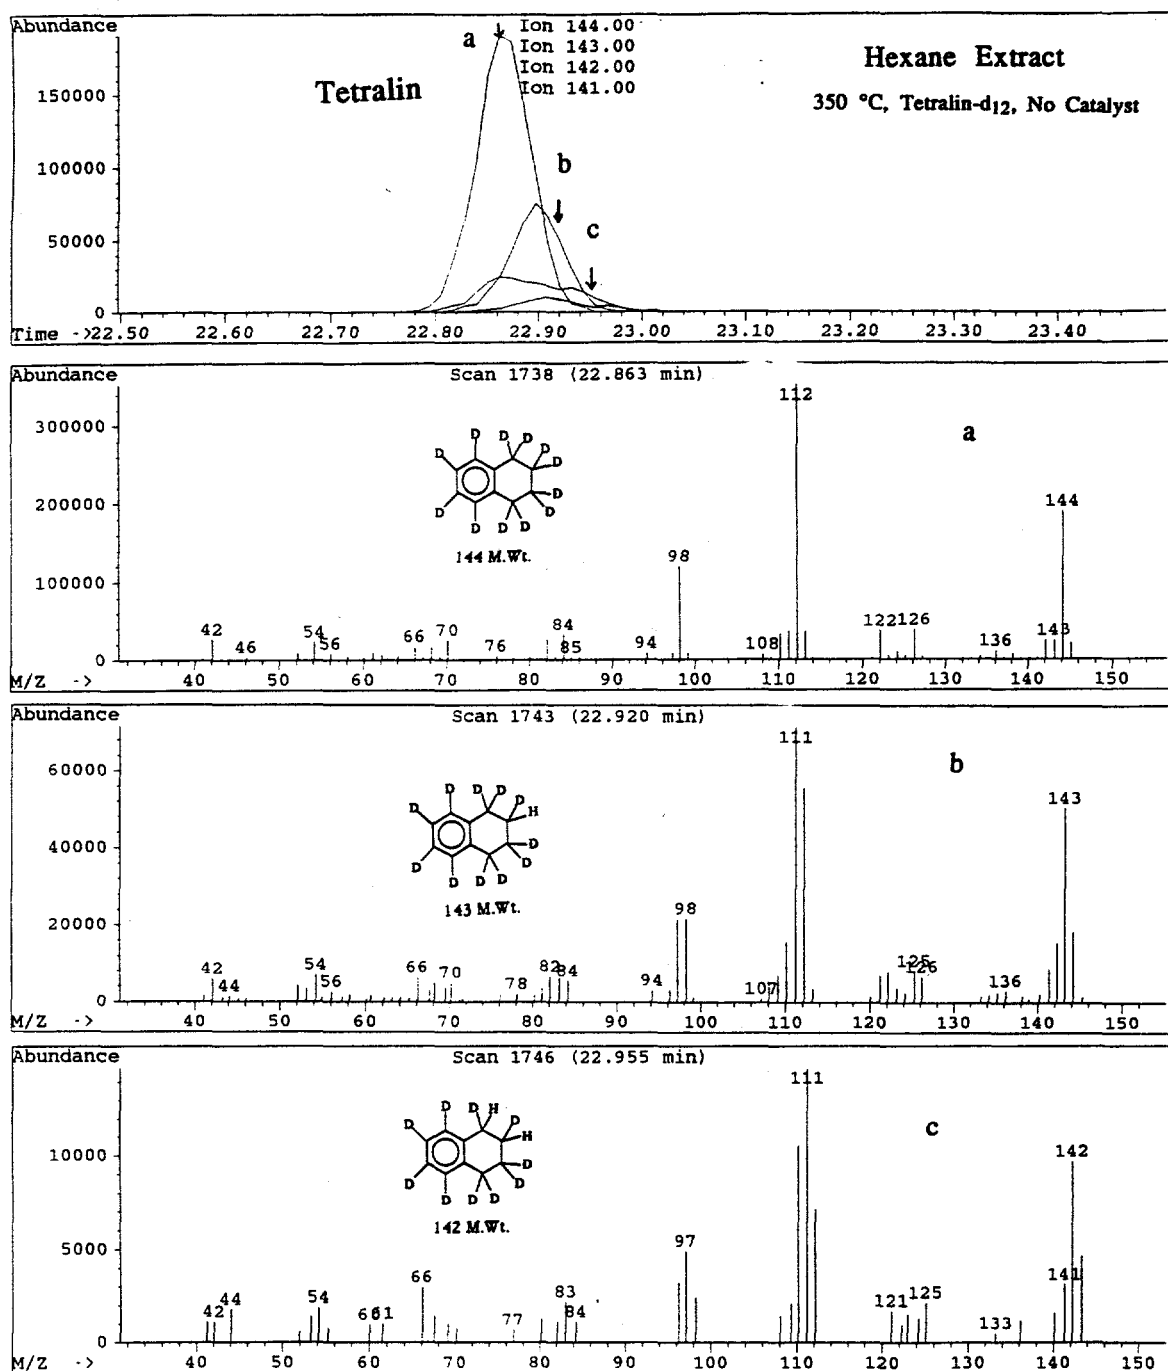 Abundance
Ion 144.00
Ion 143.00
Ion 142.00
Ion 141.00
a
Tetralin
Hexane Extract
350 °C, Tetralin-d12, No Catalyst
b
c
150000
100000
50000
0
Time -> 22.50 22.60 22.70 22.80 22.90 23.00 23.10 23.20 23.30 23.40
Abundance
Scan 1738 (22.863 min)
112
a
300000
D D D D
D D
D D
D D D D
144 M.Wt.
144
200000
98
100000
42 46 54 56 66 70 76 84 85 94 108 122 126 136 143
0
M/Z -> 40 50 60 70 80 90 100 110 120 130 140 150
Abundance
Scan 1743 (22.920 min)
111
b
60000
D D D D
D H
D D
D D D D
143 M.Wt.
143
40000
20000
98
42 44 54 56 66 70 78 82 84 94 107 125 126 136
0
M/Z -> 40 50 60 70 80 90 100 110 120 130 140 150
Abundance
Scan 1746 (22.955 min)
111
c
D D H D
D H
D D
D D D D
142 M.Wt.
142
10000
5000
97
42 44 54 60 61 66 77 83 84 121 125 133 141
0
M/Z -> 40 50 60 70 80 90 100 110 120 130 140 150